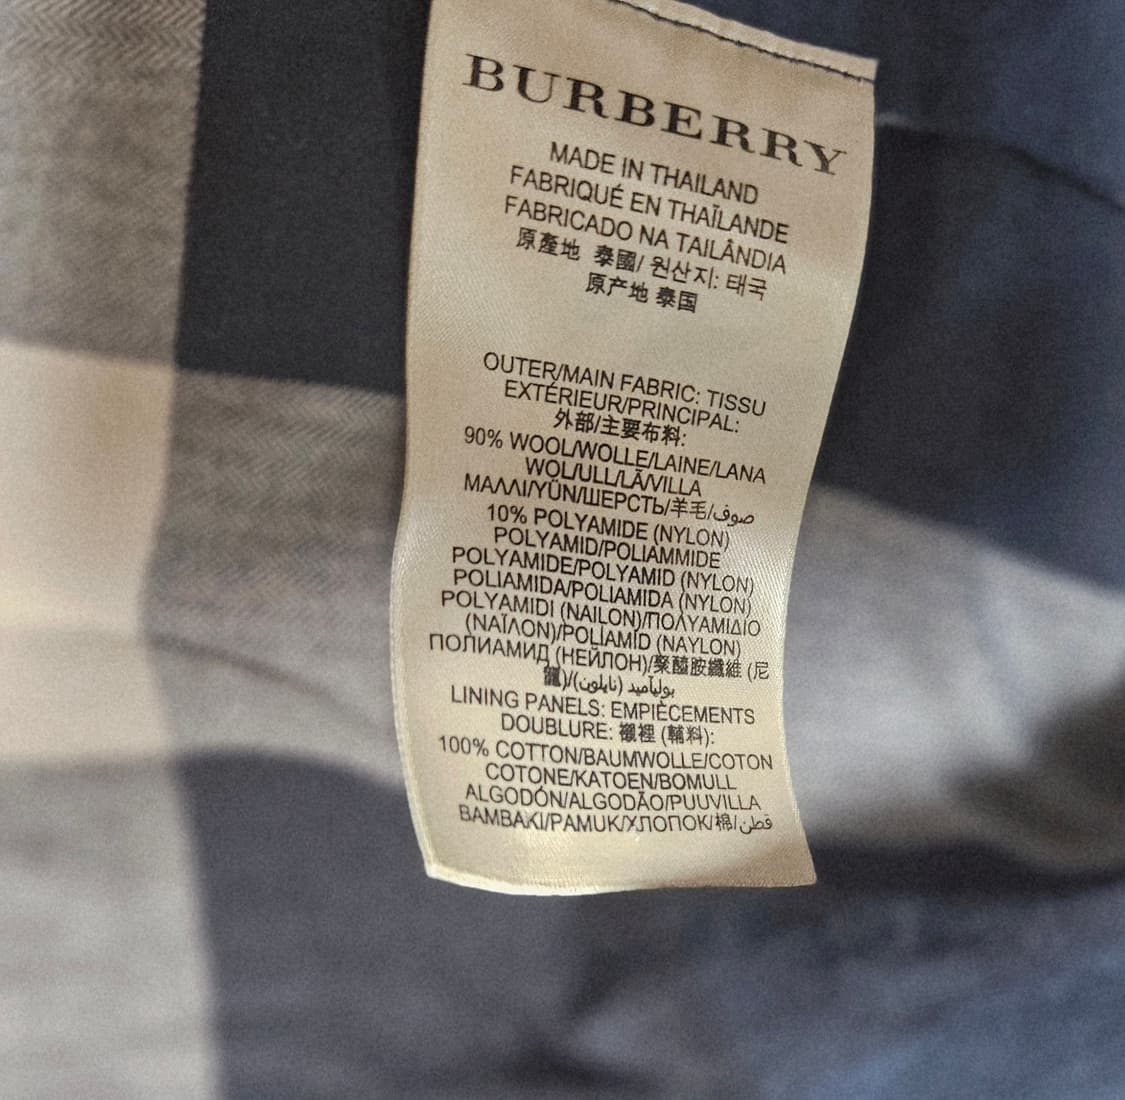 BURBERRY
MADE IN THAILAND
FABRIQUÉ EN THAÏLANDE
FABRICADO NA TAILÂNDIA
原產地 泰國/ 원산지: 태국
原产地 泰国
OUTER/MAIN FABRIC: TISSU
EXTÉRIEUR/PRINCIPAL:
外部/主要布料:
90% WOOL/WOLLE/LAINE/LANA
WOL/ULL/LÃ/VILLA
ΜΑΛΛΙ/YÜN/ШЕРСТЬ/羊毛/صوف
10% POLYAMIDE (NYLON)
POLYAMID/POLIAMMIDE
POLYAMIDE/POLYAMID (NYLON)
POLIAMIDA/POLIAMIDA (NYLON)
POLYAMIDI (NAILON)/ΠΟΛΥΑΜΙΔΙΟ
(ΝΑΪΛΟΝ)/POLİAMİD (NAYLON)
ПОЛИАМИД (НЕЙЛОН)/聚醯胺纖維 (尼
龍)/بولياميد (نايلون)
LINING PANELS: EMPIÈCEMENTS
DOUBLURE: 襯裡 (輔料):
100% COTTON/BAUMWOLLE/COTON
COTONE/KATOEN/BOMULL
ALGODÓN/ALGODÃO/PUUVILLA
ΒΑΜΒΑΚΙ/PAMUK/ХЛОПОК/棉/قطن